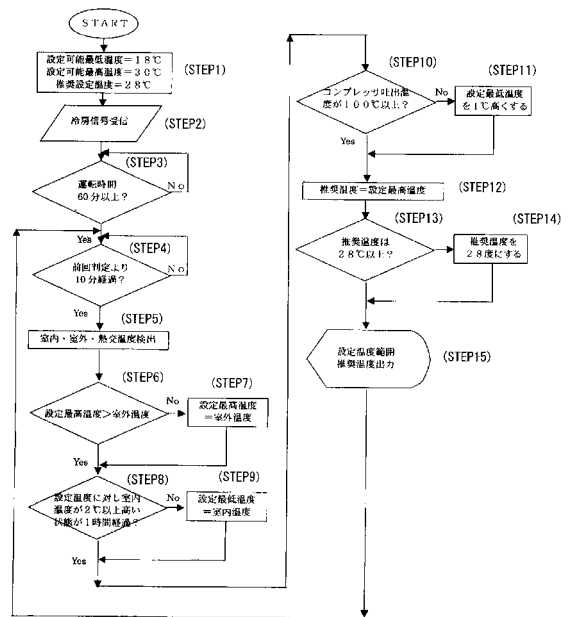 START
設定可能最低温度＝18℃
設定可能最高温度＝30℃
推奨設定温度＝28℃
(STEP1)
冷房信号受信
(STEP2)
(STEP3)
運転時間
60分以上？
No
Yes
(STEP4)
前回判定より
10分経過？
No
Yes
(STEP5)
室内・室外・熱交温度検出
(STEP6)
設定最高温度＞室外温度
No
(STEP7)
設定最高温度
＝室外温度
Yes
(STEP8)
設定温度に対し室内
温度が2℃以上高い
状態が1時間経過？
No
(STEP9)
設定最低温度
＝室内温度
Yes
(STEP10)
コンプレッサ吐出温
度が100℃以上？
No
(STEP11)
設定最低温度
を1℃高くする
Yes
推奨温度＝設定最高温度
(STEP12)
(STEP13)
推奨温度は
28℃以上？
(STEP14)
推奨温度を
28度にする
設定温度範囲
推奨温度出力
(STEP15)